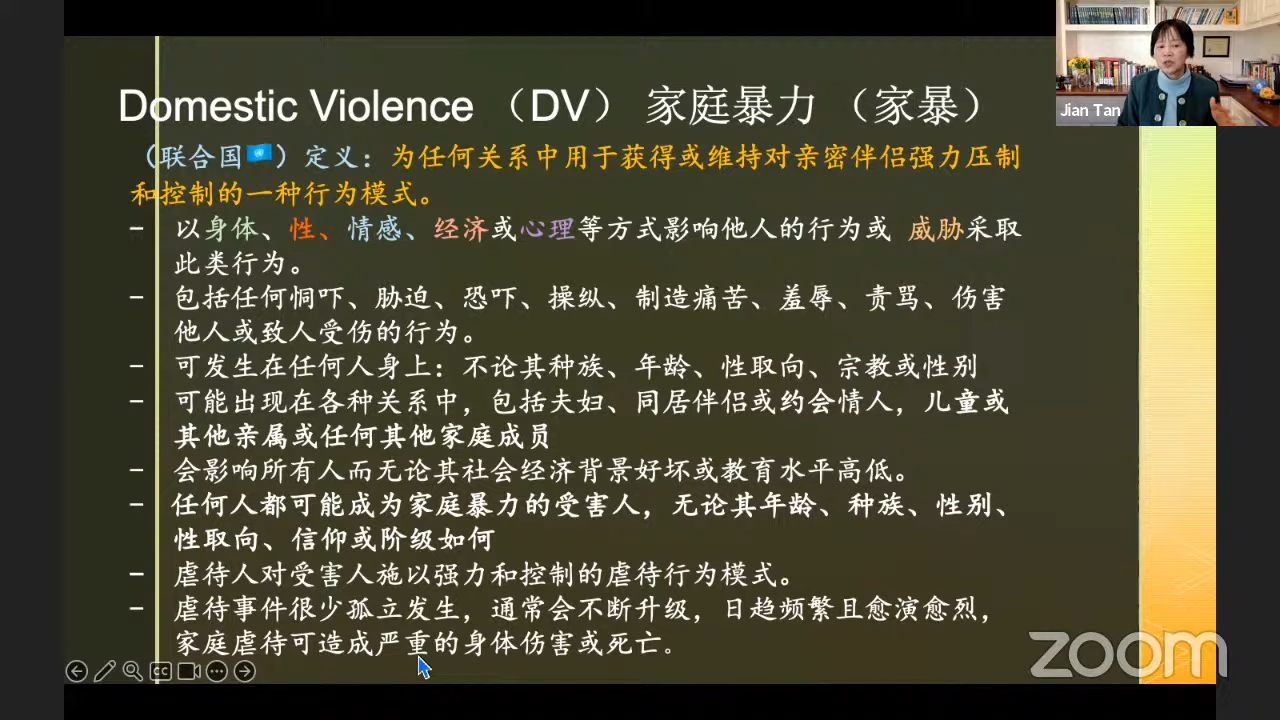 Domestic Violence （DV） 家庭暴力 （家暴）
（联合国）定义：为任何关系中用于获得或维持对亲密伴侣强力压制
和控制的一种行为模式。
- 以身体、性、情感、经济或心理等方式影响他人的行为或 威胁采取
此类行为。
- 包括任何恫吓、胁迫、恐吓、操纵、制造痛苦、羞辱、责骂、伤害
他人或致人受伤的行为。
- 可发生在任何人身上：不论其种族、年龄、性取向、宗教或性别
- 可能出现在各种关系中，包括夫妇、同居伴侣或约会情人，儿童或
其他亲属或任何其他家庭成员
- 会影响所有人而无论其社会经济背景好坏或教育水平高低。
- 任何人都可能成为家庭暴力的受害人，无论其年龄、种族、性别、
性取向、信仰或阶级如何
- 虐待人对受害人施以强力和控制的虐待行为模式。
- 虐待事件很少孤立发生，通常会不断升级，日趋频繁且愈演愈烈，
家庭虐待可造成严重的身体伤害或死亡。
Jian Tan
CC
zoom